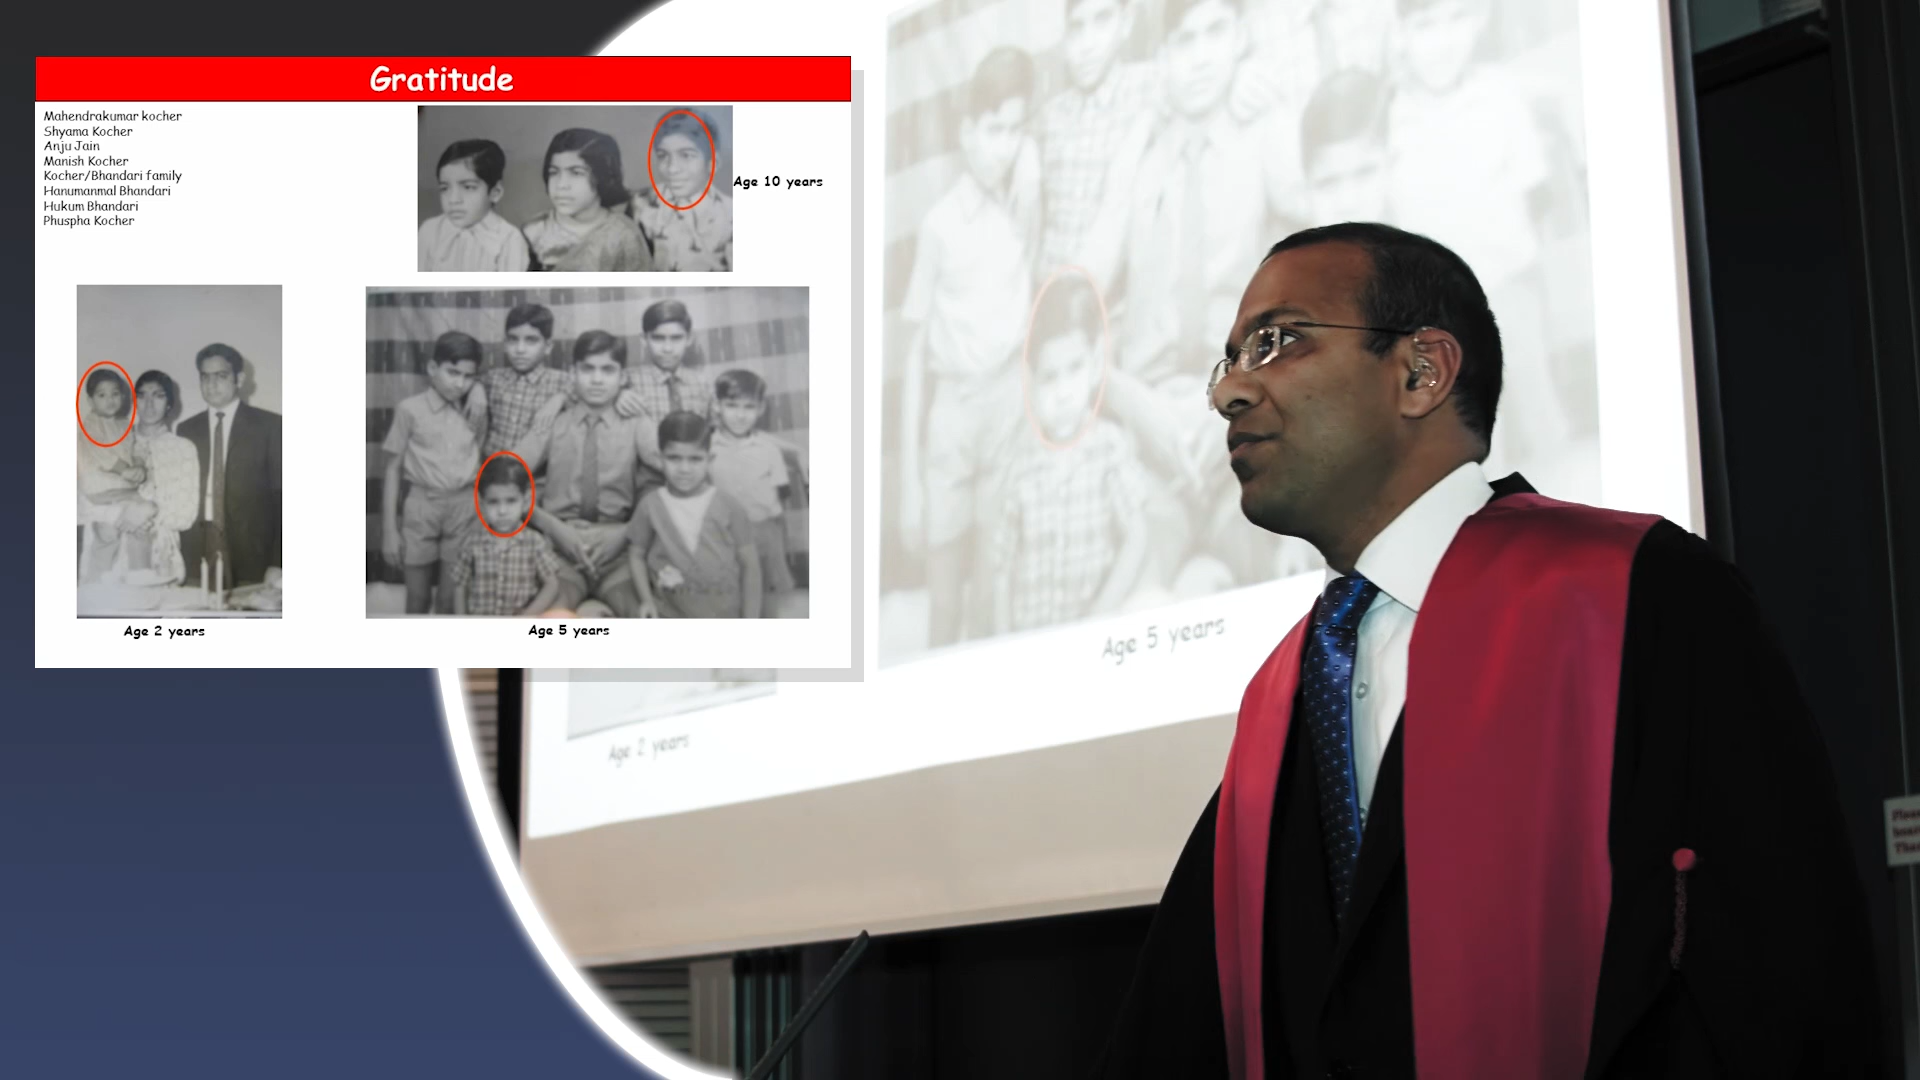 Gratitude
Mahendrakumar kocher
Shyama Kocher
Anju Jain
Manish Kocher
Kocher/Bhandari family
Hanumanmal Bhandari
Hukum Bhandari
Phuspha Kocher
Age 10 years
Age 2 years
Age 5 years
Age 5 years
Age 2 years